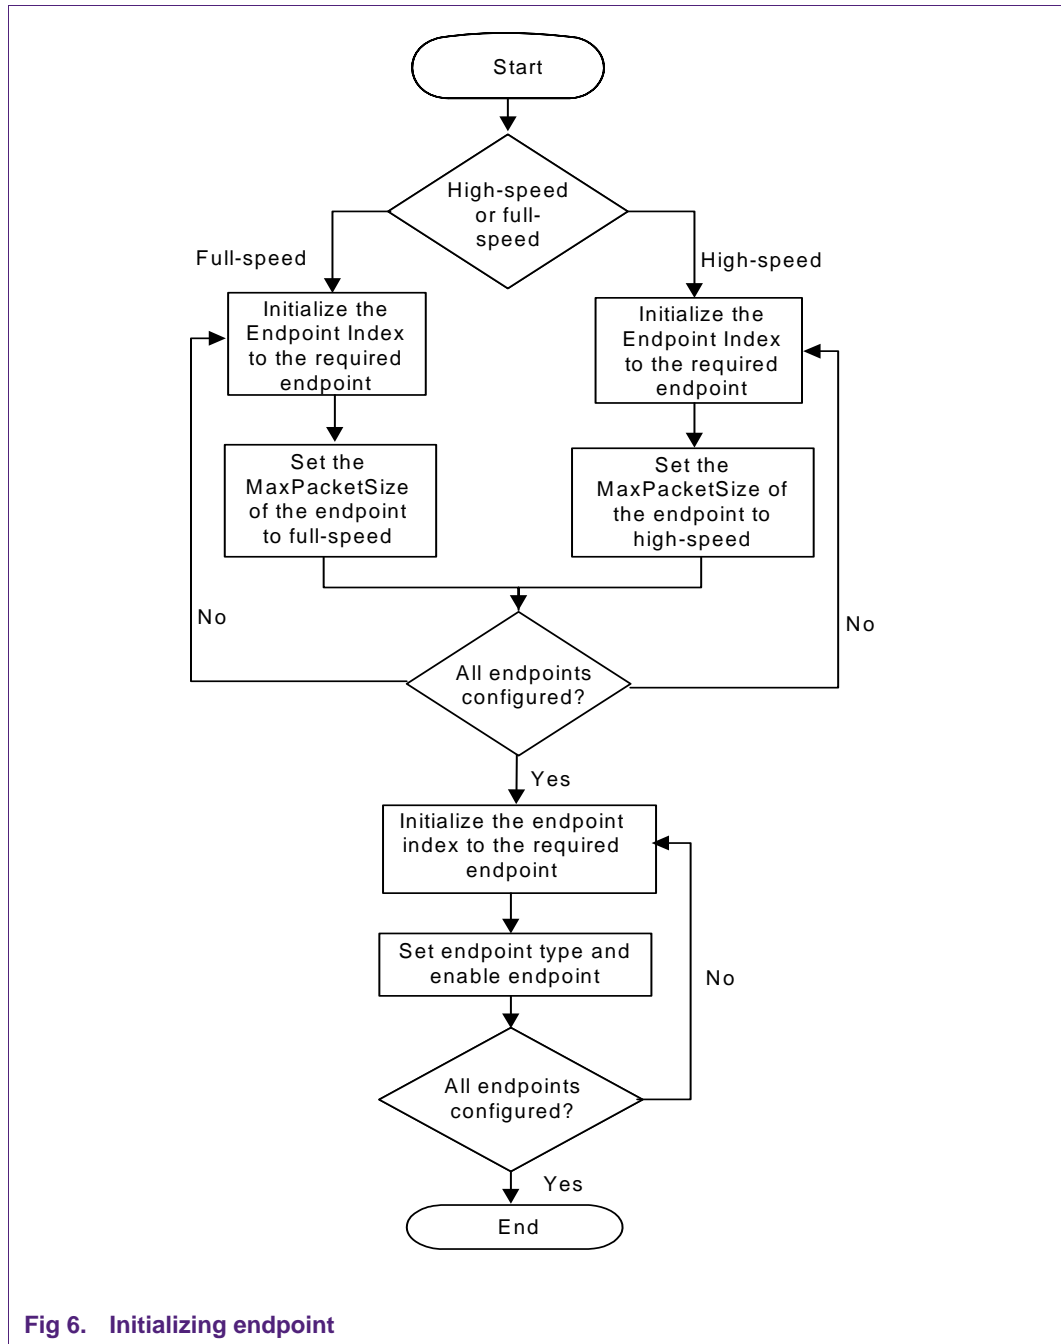 Start
High-speed
or full-
speed
Full-speed
High-speed
Initialize the
Endpoint Index
to the required
endpoint
Initialize the
Endpoint Index
to the required
endpoint
Set the
MaxPacketSize
of the endpoint
to full-speed
Set the
MaxPacketSize of
the endpoint to
high-speed
No
No
All endpoints
configured?
Yes
Initialize the endpoint
index to the required
endpoint
Set endpoint type and
enable endpoint
No
All endpoints
configured?
Yes
End
Fig 6. Initializing endpoint